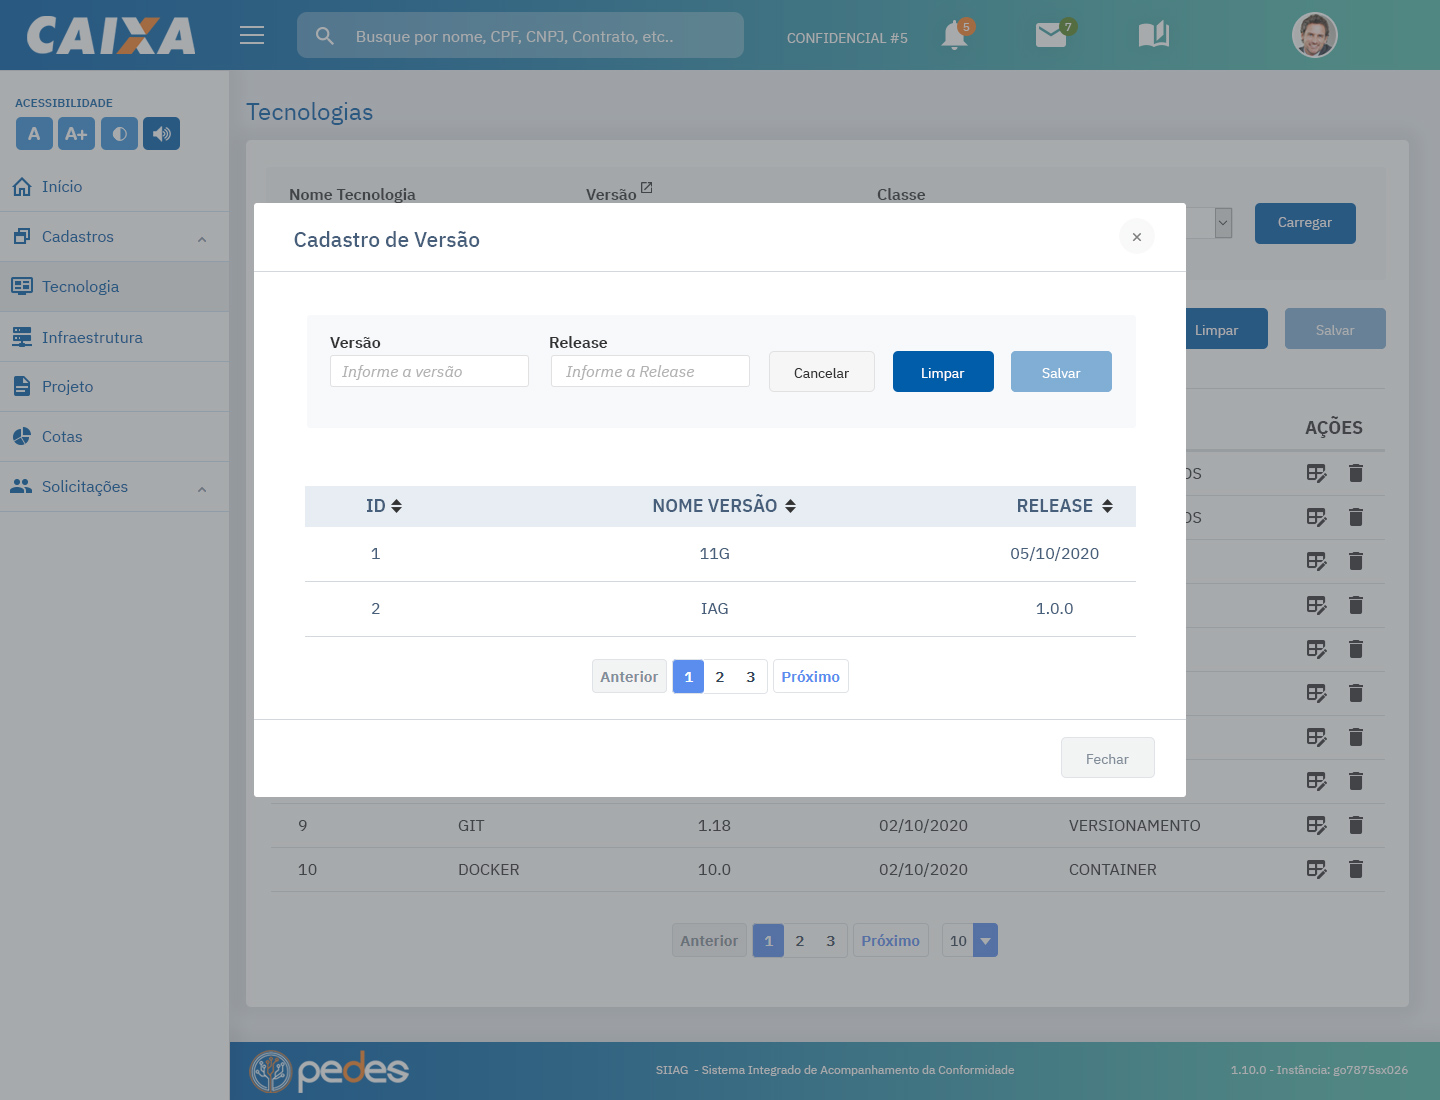 CAIXA
Busque por nome, CPF, CNPJ, Contrato, etc..
CONFIDENCIAL #5
5
7
ACESSIBILIDADE
A
A+
Início
Cadastros
Tecnologia
Infraestrutura
Projeto
Cotas
Solicitações
Tecnologias
Nome Tecnologia
Versão
Classe
Carregar
Limpar
Salvar
Cadastro de Versão
×
Versão
Release
Informe a versão
Informe a Release
Cancelar
Limpar
Salvar
ID
NOME VERSÃO
RELEASE
1
11G
05/10/2020
2
IAG
1.0.0
Anterior
1
2
3
Próximo
Fechar
AÇÕES
OS
OS
9
GIT
1.18
02/10/2020
VERSIONAMENTO
10
DOCKER
10.0
02/10/2020
CONTAINER
Anterior
1
2
3
Próximo
10
pedes
SIIAG - Sistema Integrado de Acompanhamento da Conformidade
1.10.0 - Instância: go7875sx026